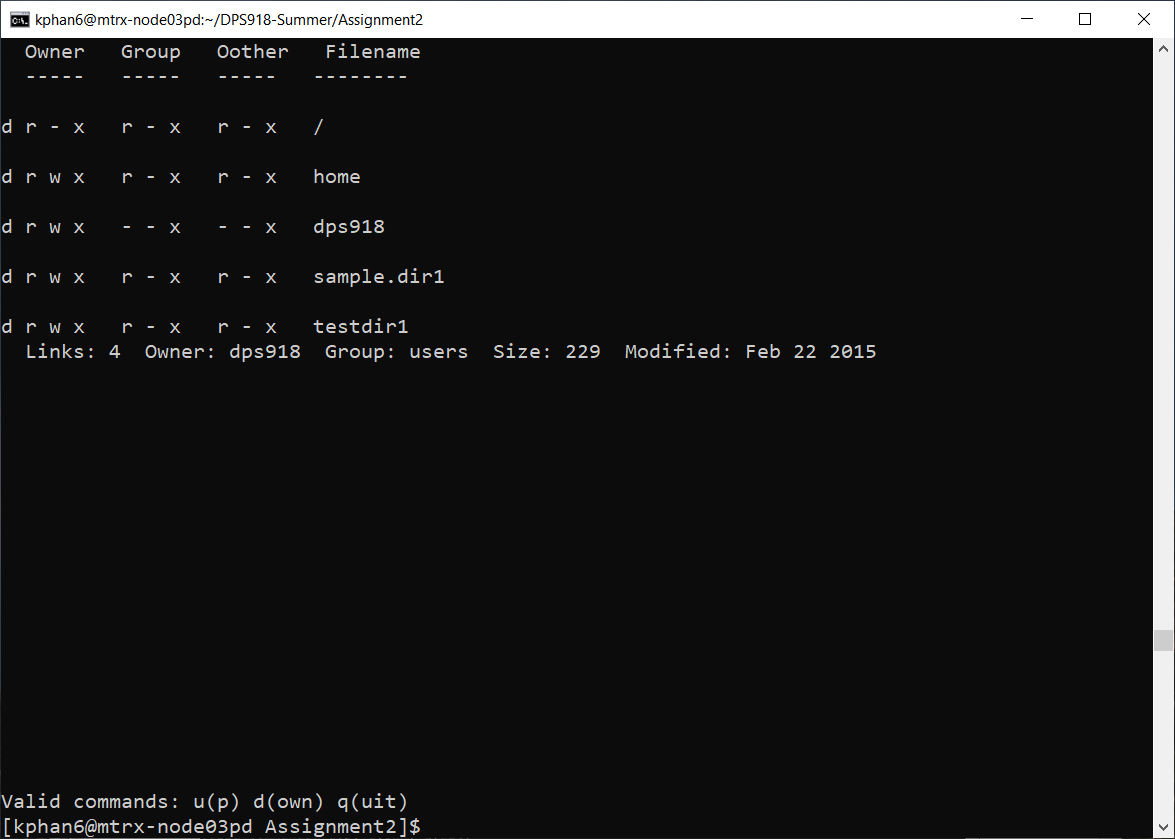 kphan6@mtrx-node03pd:~/DPS918-Summer/Assignment2
Owner Group Oother Filename
----- ----- ----- --------
d r - x r - x r - x /
d r w x r - x r - x home
d r w x - - x - - x dps918
d r w x r - x r - x sample.dir1
d r w x r - x r - x testdir1
Links: 4 Owner: dps918 Group: users Size: 229 Modified: Feb 22 2015
Valid commands: u(p) d(own) q(uit)
[kphan6@mtrx-node03pd Assignment2]$